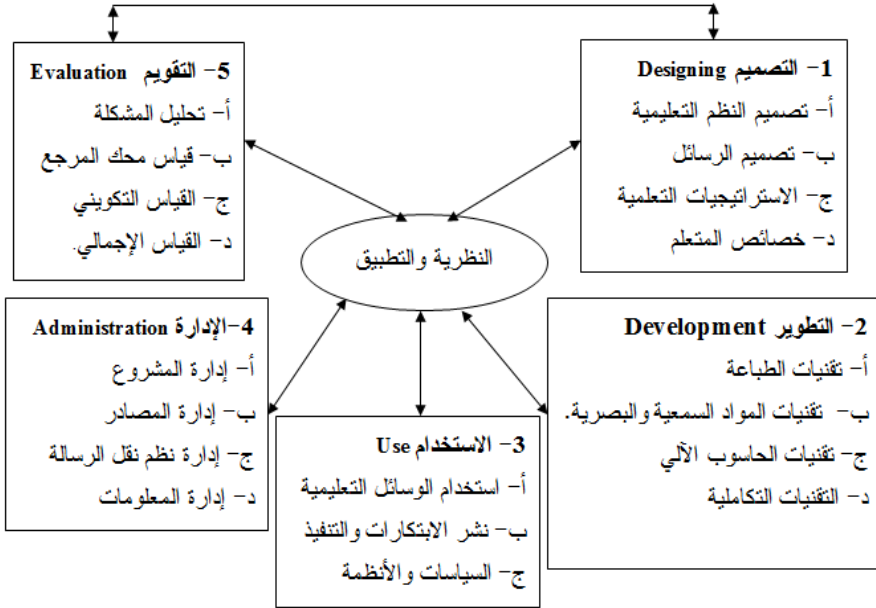 1- التصميم Designing
أ- تصميم النظم التعليمية
ب- تصميم الرسائل
ج- الاستراتيجيات التعلمية
د- خصائص المتعلم
5- التقويم Evaluation
أ- تحليل المشكلة
ب- قياس محك المرجع
ج- القياس التكويني
د- القياس الإجمالي.
النظرية والتطبيق
2- التطوير Development
أ- تقنيات الطباعة
ب- تقنيات المواد السمعية والبصرية.
ج- تقنيات الحاسوب الآلي
د- التقنيات التكاملية
4-الإدارة Administration
أ- إدارة المشروع
ب- إدارة المصادر
ج- إدارة نظم نقل الرسالة
د- إدارة المعلومات
3- الاستخدام Use
أ- استخدام الوسائل التعليمية
ب- نشر الابتكارات والتنفيذ
ج- السياسات والأنظمة